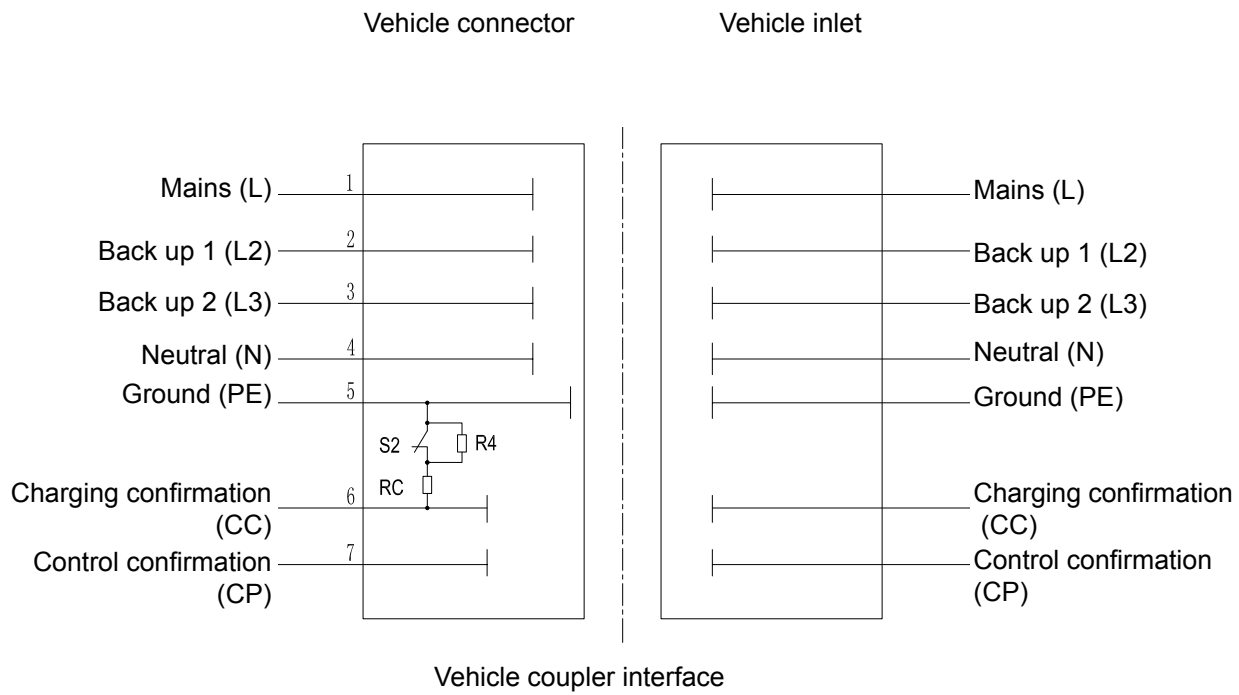 Vehicle connector
Vehicle inlet
Mains (L)
1
Mains (L)
Back up 1 (L2)
2
Back up 1 (L2)
Back up 2 (L3)
3
Back up 2 (L3)
Neutral (N)
4
Neutral (N)
Ground (PE)
5
Ground (PE)
S2
R4
RC
Charging confirmation
(CC)
6
Charging confirmation
(CC)
Control confirmation
(CP)
7
Control confirmation
(CP)
Vehicle coupler interface